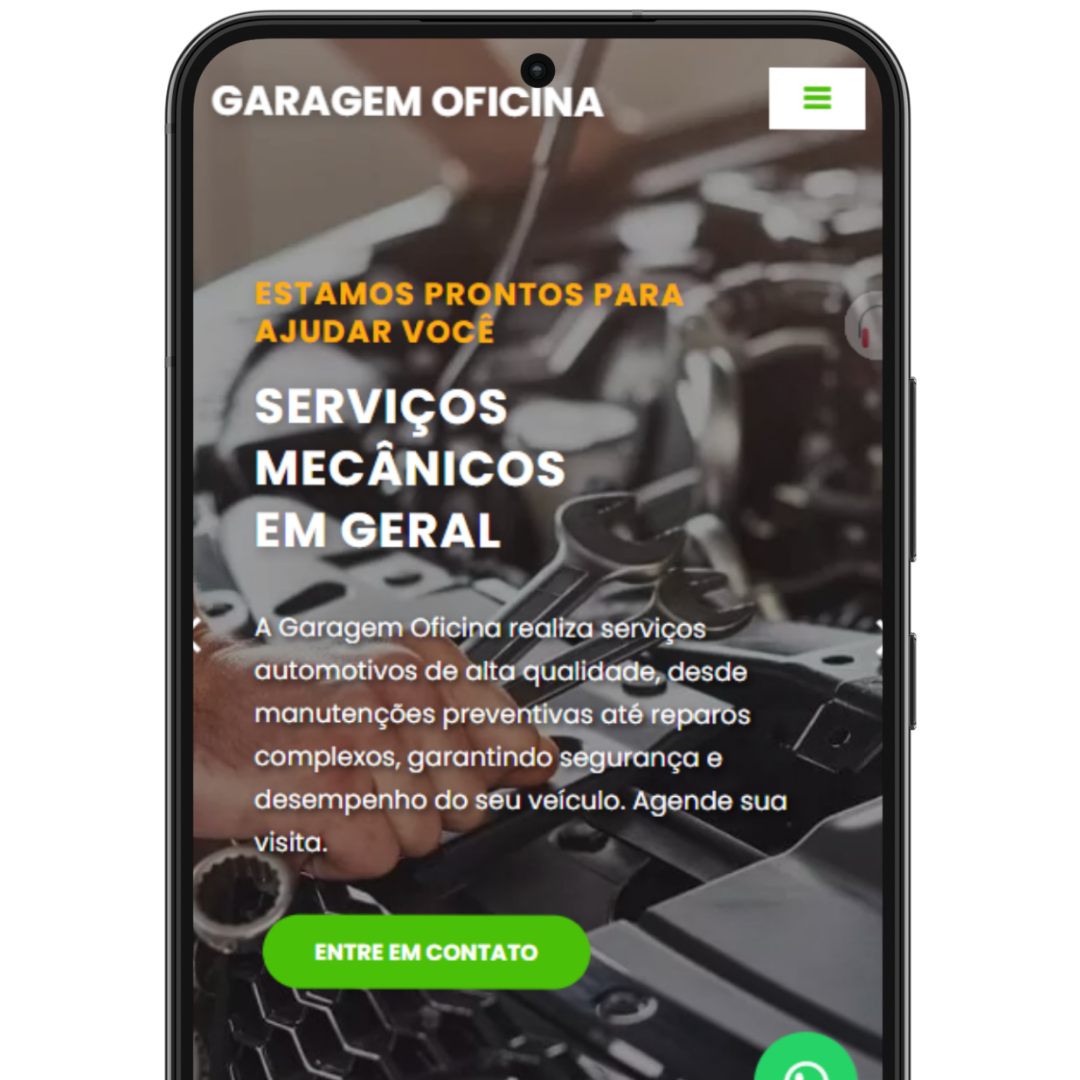 GARAGEM OFICINA
ESTAMOS PRONTOS PARA
AJUDAR VOCÊ
SERVIÇOS
MECÂNICOS
EM GERAL
A Garagem Oficina realiza serviços
automotivos de alta qualidade, desde
manutenções preventivas até reparos
complexos, garantindo segurança e
desempenho do seu veículo. Agende sua
visita.
ENTRE EM CONTATO